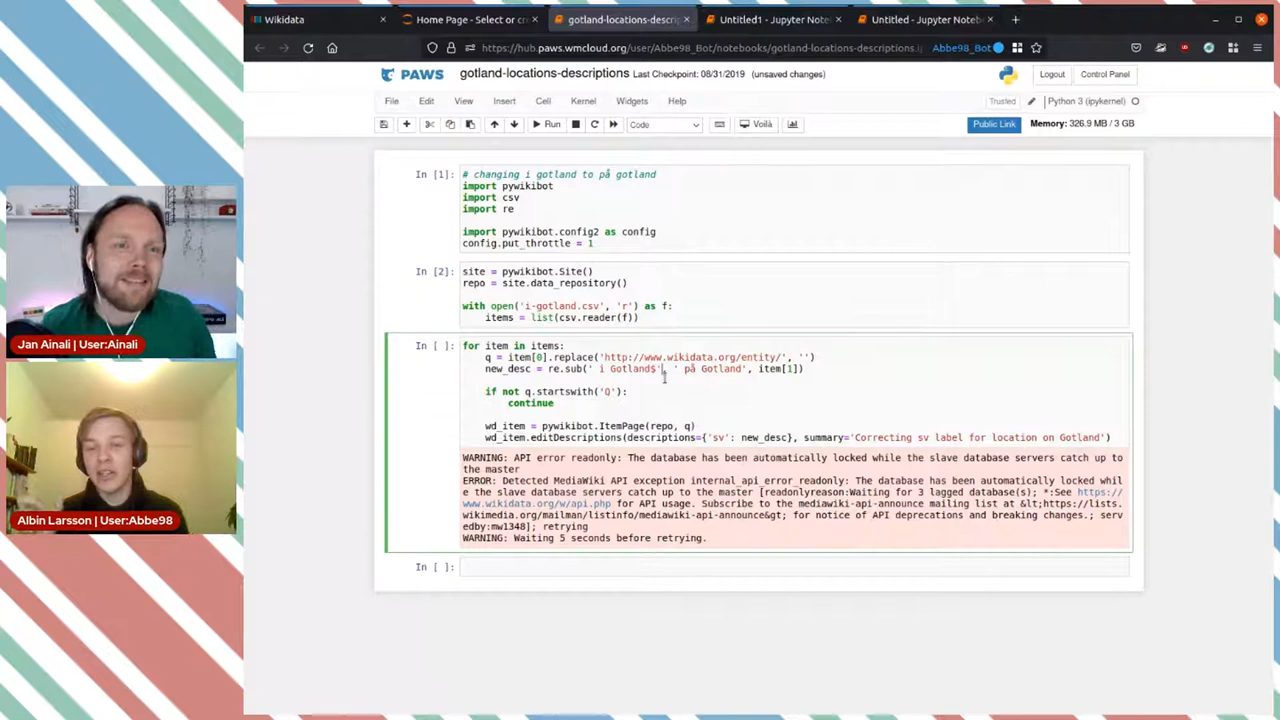 Wikidata
Home Page - Select or cre
gotland-locations-descrip
Untitled1 - Jupyter Note
Untitled - Jupyter Noteb
https://hub.paws.wmcloud.org/user/Abbe98_Bot/notebooks/gotland-locations-descriptions.i
Abbe98_Bot
PAWS gotland-locations-descriptions Last Checkpoint: 08/31/2019 (unsaved changes)
Logout Control Panel
File Edit View Insert Cell Kernel Widgets Help
Trusted Python 3 (ipykernel)
Run Code Voilà
Public Link Memory: 326.9 MB / 3 GB
In [1]: # changing i gotland to på gotland
import pywikibot
import csv
import re
import pywikibot.config2 as config
config.put_throttle = 1
In [2]: site = pywikibot.Site()
repo = site.data_repository()
with open('i-gotland.csv', 'r') as f:
items = list(csv.reader(f))
In [ ]: for item in items:
q = item[0].replace('http://www.wikidata.org/entity/', '')
new_desc = re.sub(' i Gotland$', ' på Gotland', item[1])
if not q.startswith('Q'):
continue
wd_item = pywikibot.ItemPage(repo, q)
wd_item.editDescriptions(descriptions={'sv': new_desc}, summary='Correcting sv label for location on Gotland')
WARNING: API error readonly: The database has been automatically locked while the slave database servers catch up to
the master
ERROR: Detected MediaWiki API exception internal_api_error_readonly: The database has been automatically locked whil
e the slave database servers catch up to the master [readonlyreason:Waiting for 3 lagged database(s); *:See https://
www.wikidata.org/w/api.php for API usage. Subscribe to the mediawiki-api-announce mailing list at &lt;https://lists.
wikimedia.org/mailman/listinfo/mediawiki-api-announce&gt; for notice of API deprecations and breaking changes.; serv
edby:mw1348]; retrying
WARNING: Waiting 5 seconds before retrying.
In [ ]:
Jan Ainali | User:Ainali
Albin Larsson | User:Abbe98